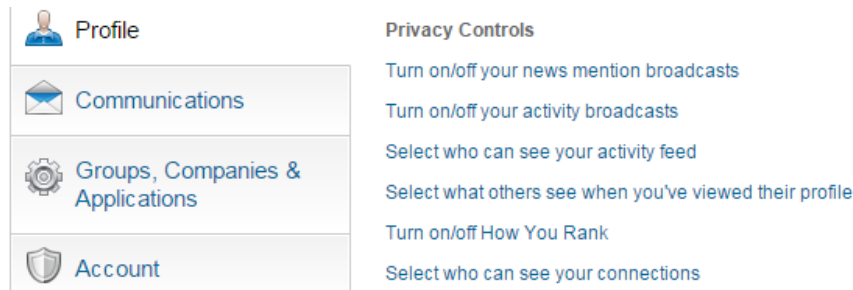 Profile
Communications
Groups, Companies &
Applications
Account
Privacy Controls
Turn on/off your news mention broadcasts
Turn on/off your activity broadcasts
Select who can see your activity feed
Select what others see when you've viewed their profile
Turn on/off How You Rank
Select who can see your connections